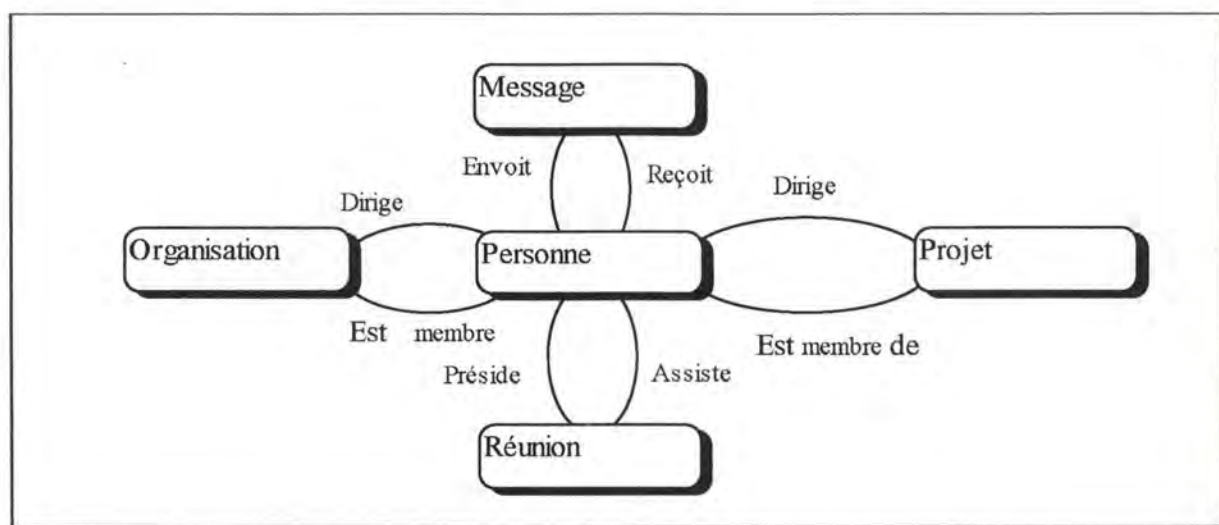 Message
Envoit
Reçoit
Dirige
Dirige
Organisation
Personne
Projet
Est membre
Est membre de
Préside
Assiste
Réunion